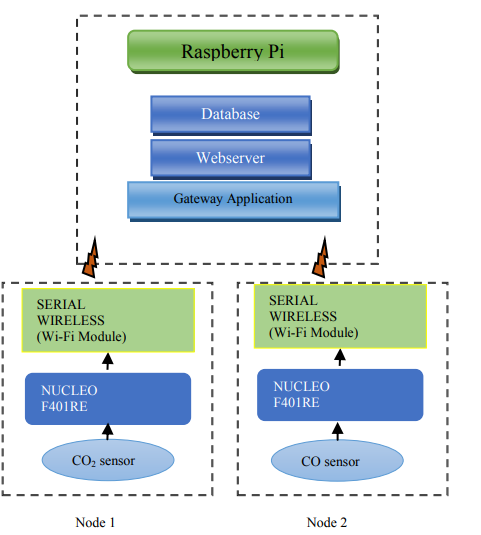 Raspberry Pi
Database
Webserver
Gateway Application
SERIAL
WIRELESS
(Wi-Fi Module)
NUCLEO
F401RE
CO₂ sensor
Node 1
SERIAL
WIRELESS
(Wi-Fi Module)
NUCLEO
F401RE
CO sensor
Node 2